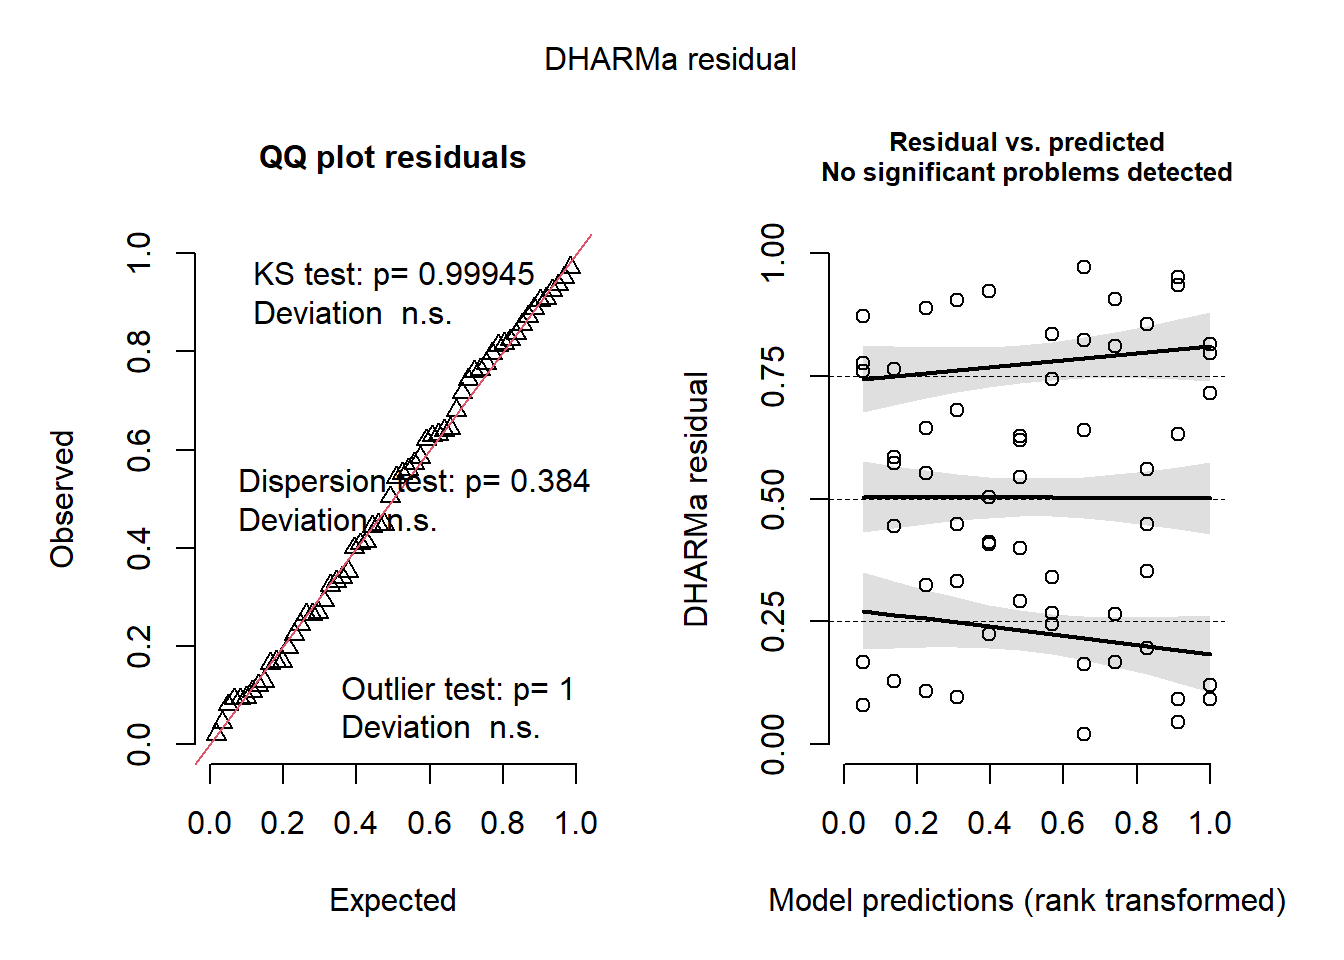 DHARMa residual
QQ plot residuals
KS test: p= 0.99945
Deviation  n.s.
Dispersion test: p= 0.384
Deviation  n.s.
Outlier test: p= 1
Deviation  n.s.
Observed
0.0 0.2 0.4 0.6 0.8 1.0
0.0 0.2 0.4 0.6 0.8 1.0
Expected
Residual vs. predicted
No significant problems detected
DHARMa residual
0.00 0.25 0.50 0.75 1.00
0.0 0.2 0.4 0.6 0.8 1.0
Model predictions (rank transformed)